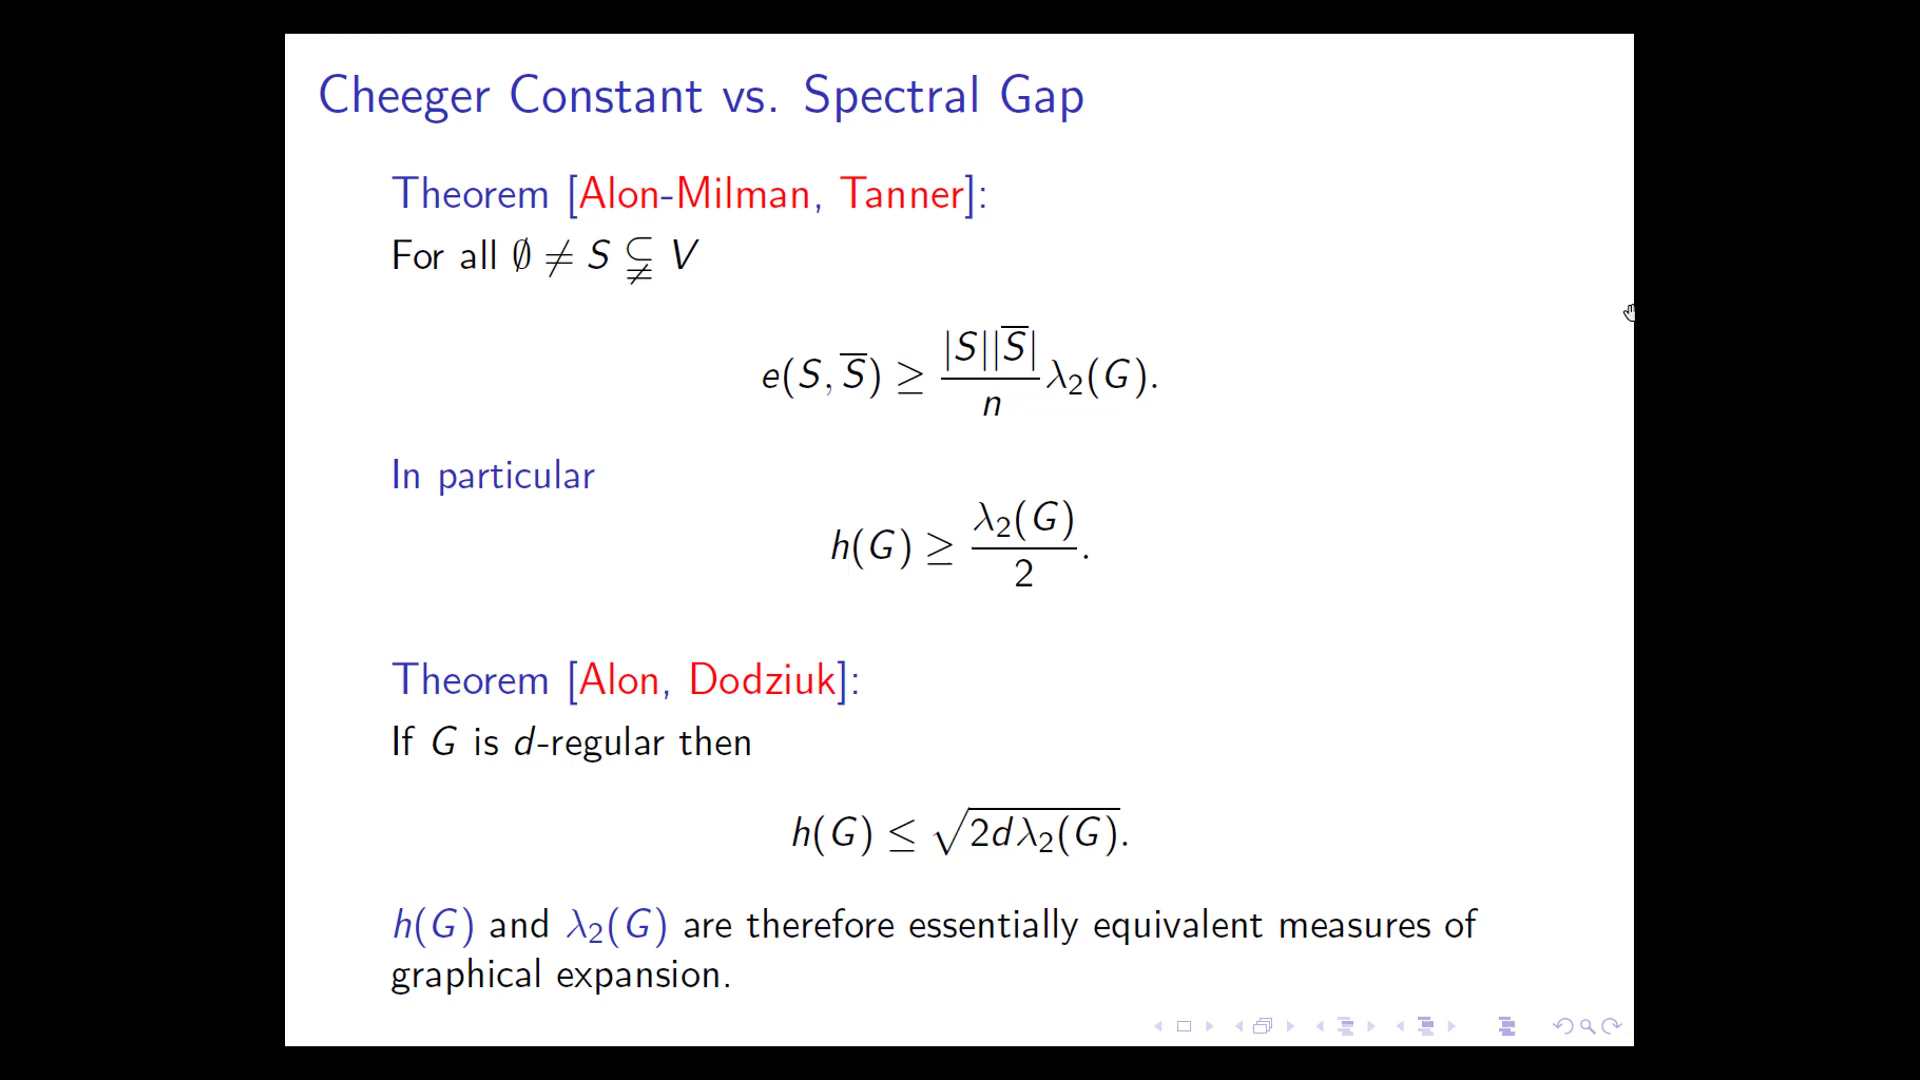 Cheeger Constant vs. Spectral Gap
Theorem [Alon-Milman, Tanner]:
For all ∅ ≠ S ⊊ V
e(S, S̅) ≥ |S||S̅| / n λ₂(G).
In particular
h(G) ≥ λ₂(G) / 2.
Theorem [Alon, Dodziuk]:
If G is d-regular then
h(G) ≤ √(2dλ₂(G)).
h(G) and λ₂(G) are therefore essentially equivalent measures of
graphical expansion.